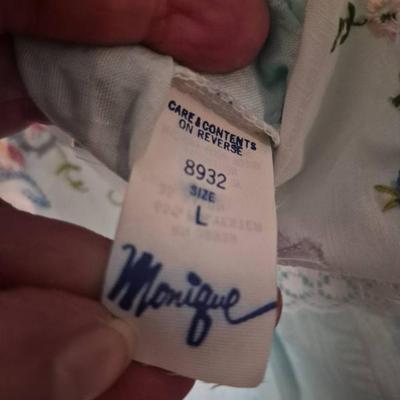 CARE & CONTENTS
ON REVERSE
8932
SIZE
L
Monique